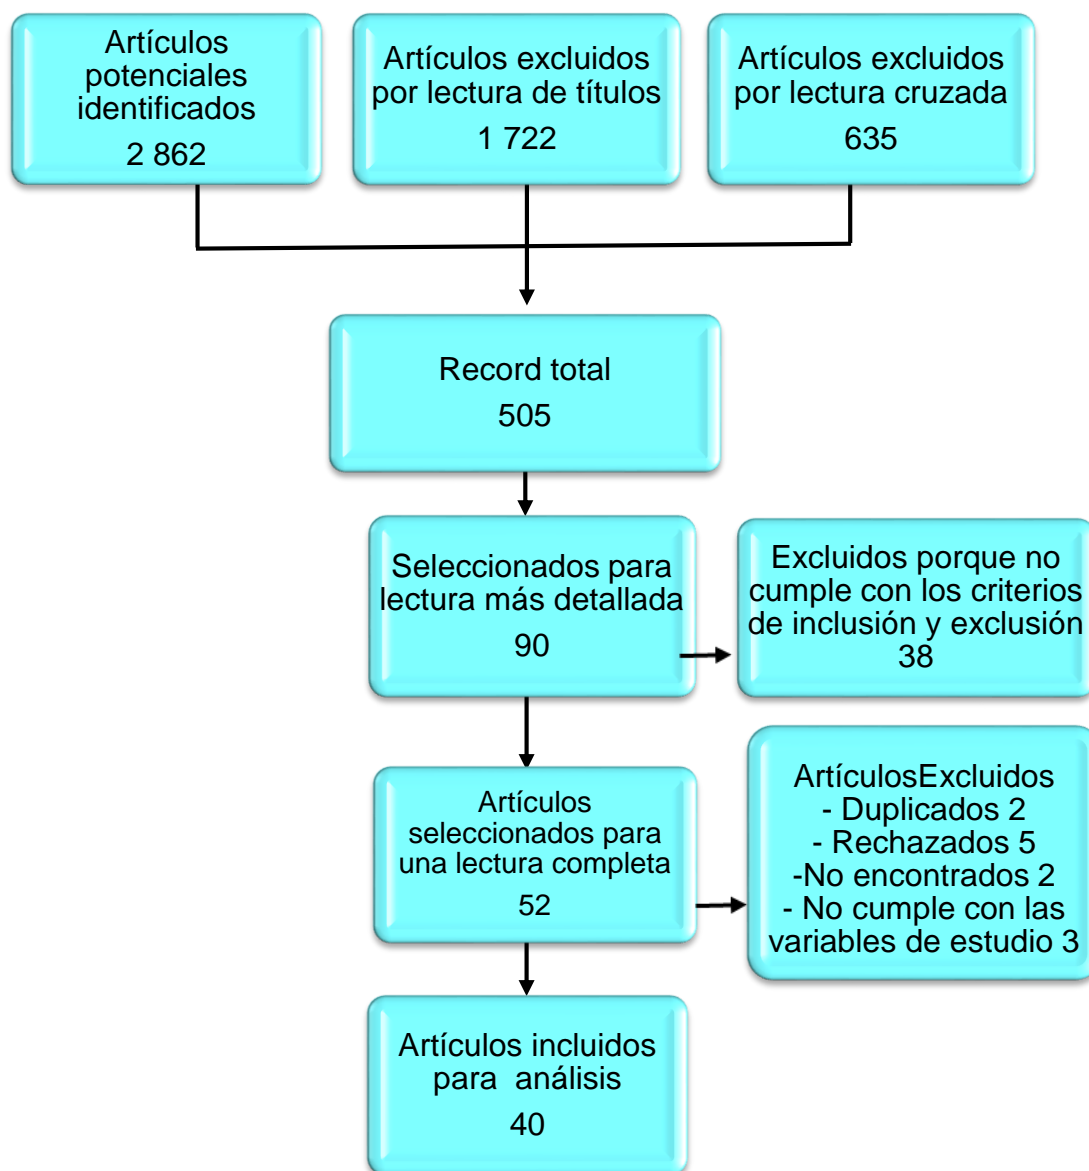 Artículos
potenciales
identificados
2 862
Artículos excluidos
por lectura de títulos
1 722
Artículos excluidos
por lectura cruzada
635
Record total
505
Seleccionados para
lectura más detallada
90
Excluidos porque no
cumple con los criterios
de inclusión y exclusión
38
Artículos
seleccionados para
una lectura completa
52
ArtículosExcluidos
- Duplicados 2
- Rechazados 5
-No encontrados 2
- No cumple con las
variables de estudio 3
Artículos incluidos
para análisis
40